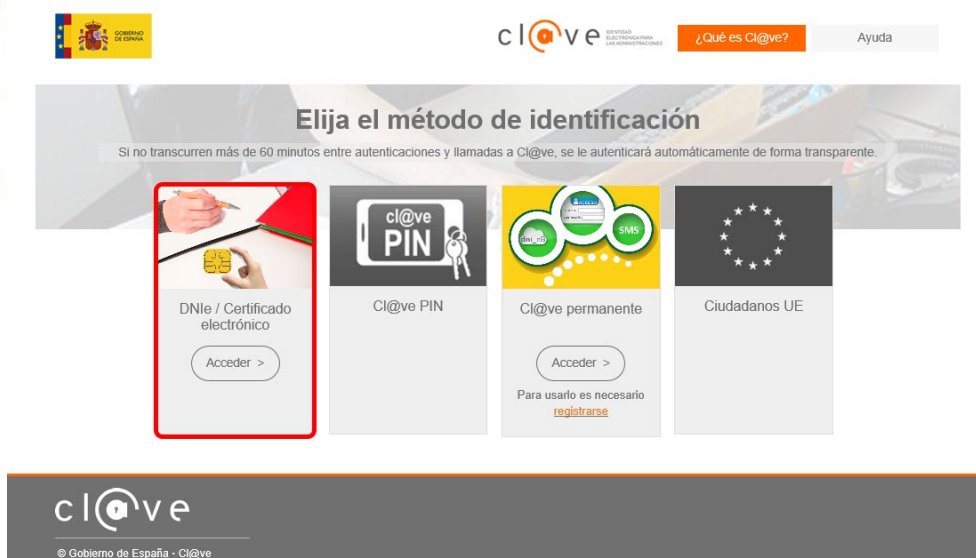 GOBIERNO
DE ESPAÑA
cl@ve
IDENTIDAD
ELECTRÓNICA PARA
LAS ADMINISTRACIONES
¿Qué es Cl@ve?
Ayuda
Elija el método de identificación
Si no transcurren más de 60 minutos entre autenticaciones y llamadas a Cl@ve, se le autenticará automáticamente de forma transparente.
cl@ve
PIN
dni_nB
SMS
DNIe / Certificado
electrónico
Acceder >
Cl@ve PIN
Cl@ve permanente
Acceder >
Para usarlo es necesario
registrarse
Ciudadanos UE
cl@ve
© Gobierno de España - Cl@ve